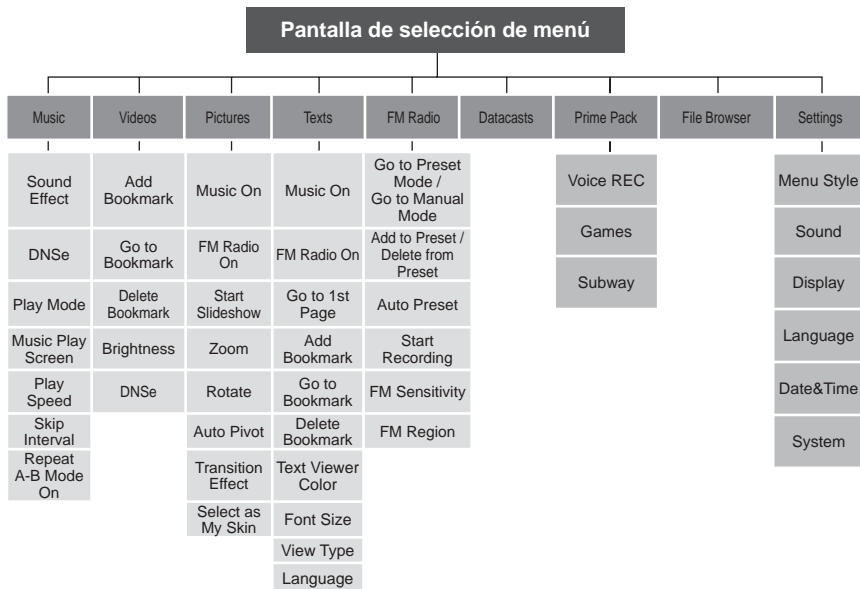 Pantalla de selección de menú
Music
Videos
Pictures
Texts
FM Radio
Datacasts
Prime Pack
File Browser
Settings
Sound
Effect
DNSe
Play Mode
Music Play
Screen
Play
Speed
Skip
Interval
Repeat
A-B Mode
On
Add
Bookmark
Go to
Bookmark
Delete
Bookmark
Brightness
DNSe
Music On
FM Radio
On
Start
Slideshow
Zoom
Rotate
Auto Pivot
Transition
Effect
Select as
My Skin
Music On
FM Radio On
Go to 1st
Page
Add
Bookmark
Go to
Bookmark
Delete
Bookmark
Text Viewer
Color
Font Size
View Type
Language
Go to Preset
Mode /
Go to Manual
Mode
Add to Preset /
Delete from
Preset
Auto Preset
Start
Recording
FM Sensitivity
FM Region
Voice REC
Games
Subway
Menu Style
Sound
Display
Language
Date&Time
System